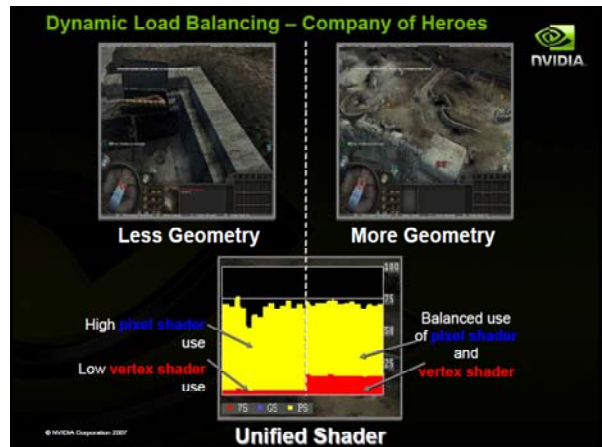 Dynamic Load Balancing – Company of Heroes
NVIDIA.
Less Geometry
More Geometry
100
75
50
25
High pixel shader
use
Low vertex shader
use
Balanced use
of pixel shader
and
vertex shader
VS GS PS
© NVIDIA Corporation 2007
Unified Shader